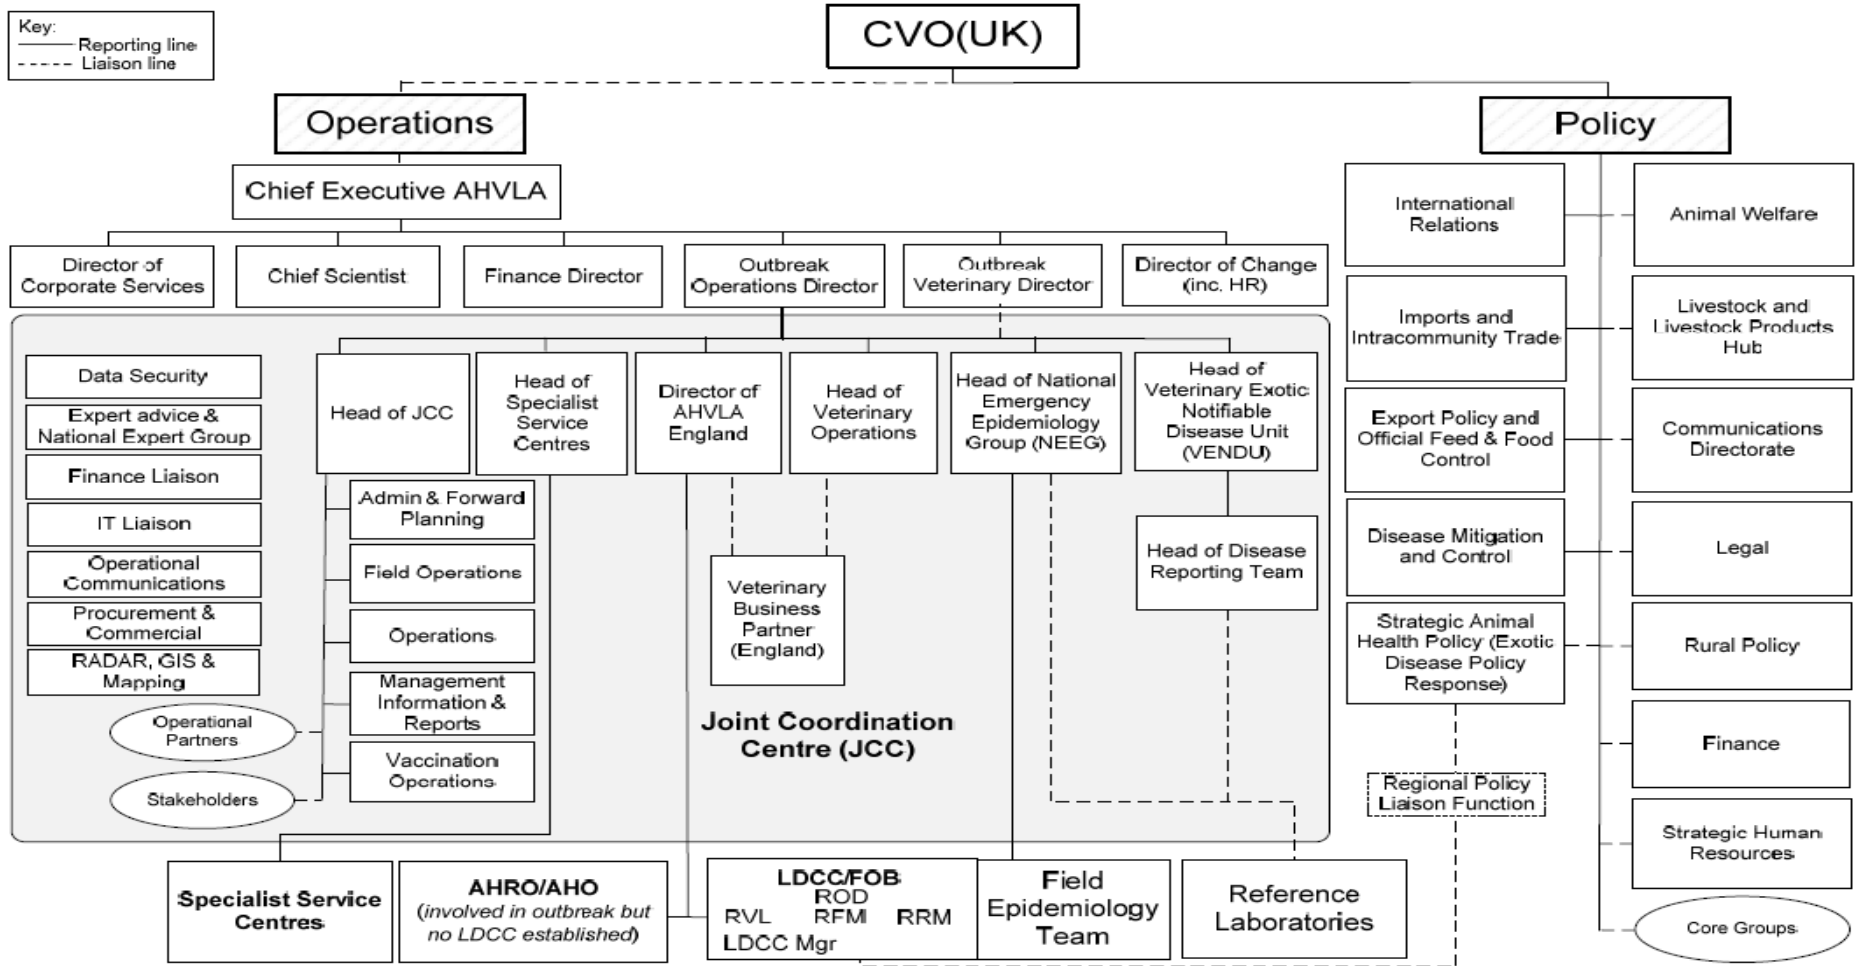 Key:
Reporting line
Liaison line
CVO(UK)
Operations
Policy
Chief Executive AHVLA
Director of
Corporate Services
Chief Scientist
Finance Director
Outbreak
Operations Director
Outbreak
Veterinary Director
Director of Change
(inc. HR)
Data Security
Expert advice &
National Expert Group
Finance Liaison
IT Liaison
Operational
Communications
Procurement &
Commercial
RADAR, GIS &
Mapping
Operational
Partners
Stakeholders
Head of JCC
Head of
Specialist
Service
Centres
Director of
AHVLA
England
Head of
Veterinary
Operations
Head of National
Emergency
Epidemiology
Group (NEEG)
Head of
Veterinary Exotic
Notifiable
Disease Unit
(VENDU)
Admin & Forward
Planning
Field Operations
Operations
Management
Information &
Reports
Vaccination
Operations
Veterinary
Business
Partner
(England)
Head of Disease
Reporting Team
Joint Coordination
Centre (JCC)
Specialist Service
Centres
AHRO/AHO
(involved in outbreak but
no LDCC established)
LDCC/FOB
ROD
RVL RFMI RRM
LDCC Mgr
Field
Epidemiology
Team
Reference
Laboratories
International
Relations
Animal Welfare
Imports and
Intracommunity Trade
Livestock and
Livestock Products
Hub
Export Policy and
Official Feed & Food
Control
Communications
Directorate
Disease Mitigation
and Control
Legal
Strategic Animal
Health Policy (Exotic
Disease Policy
Response)
Rural Policy
Finance
Regional Policy
Liaison Function
Strategic Human
Resources
Core Groups